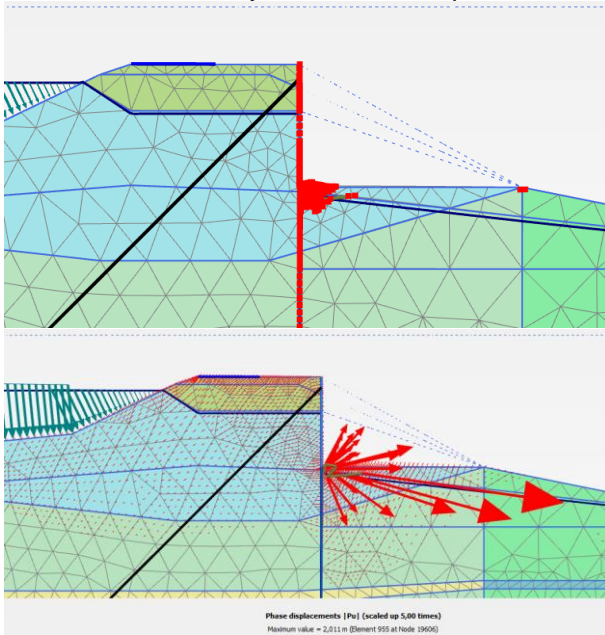 Phase displacements |Pu| (scaled up 5,00 times)
Maximum value = 2,011 m (Element 955 at Node 19606)